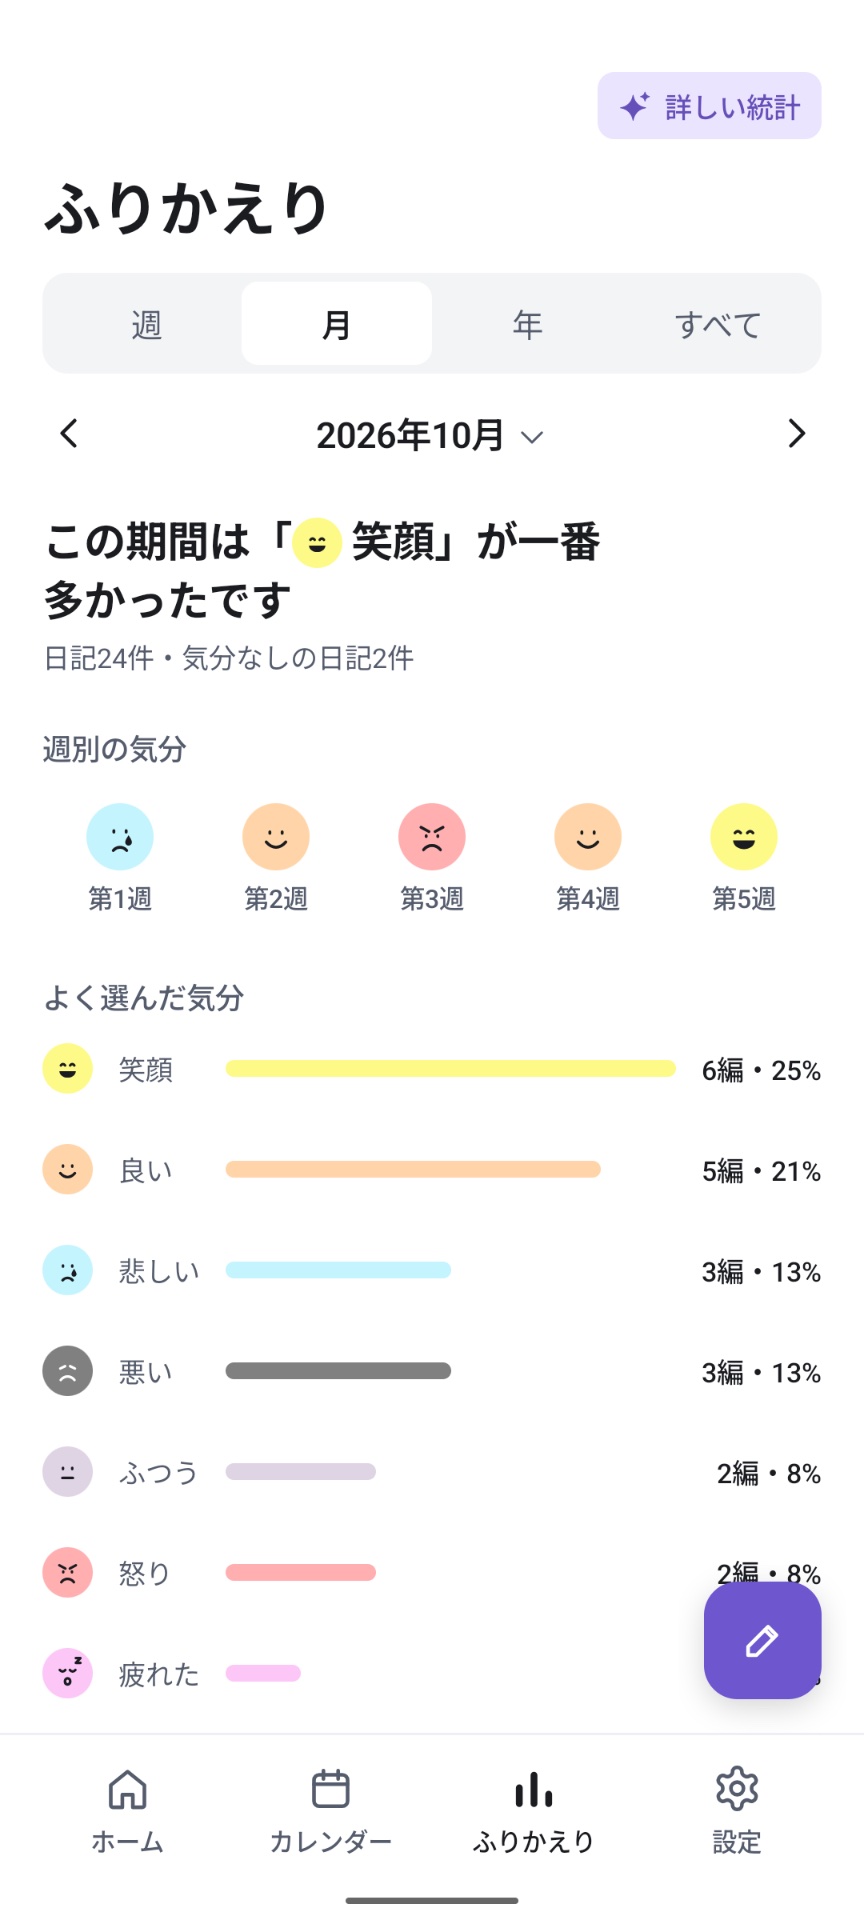 詳しい統計
ふりかえり
週 月 年 すべて
2026年10月
この期間は「笑顔」が一番
多かったです
日記24件・気分なしの日記2件
週別の気分
第1週 第2週 第3週 第4週 第5週
よく選んだ気分
笑顔 6編・25%
良い 5編・21%
悲しい 3編・13%
悪い 3編・13%
ふつう 2編・8%
怒り 2編・8%
疲れた
ホーム カレンダー ふりかえり 設定